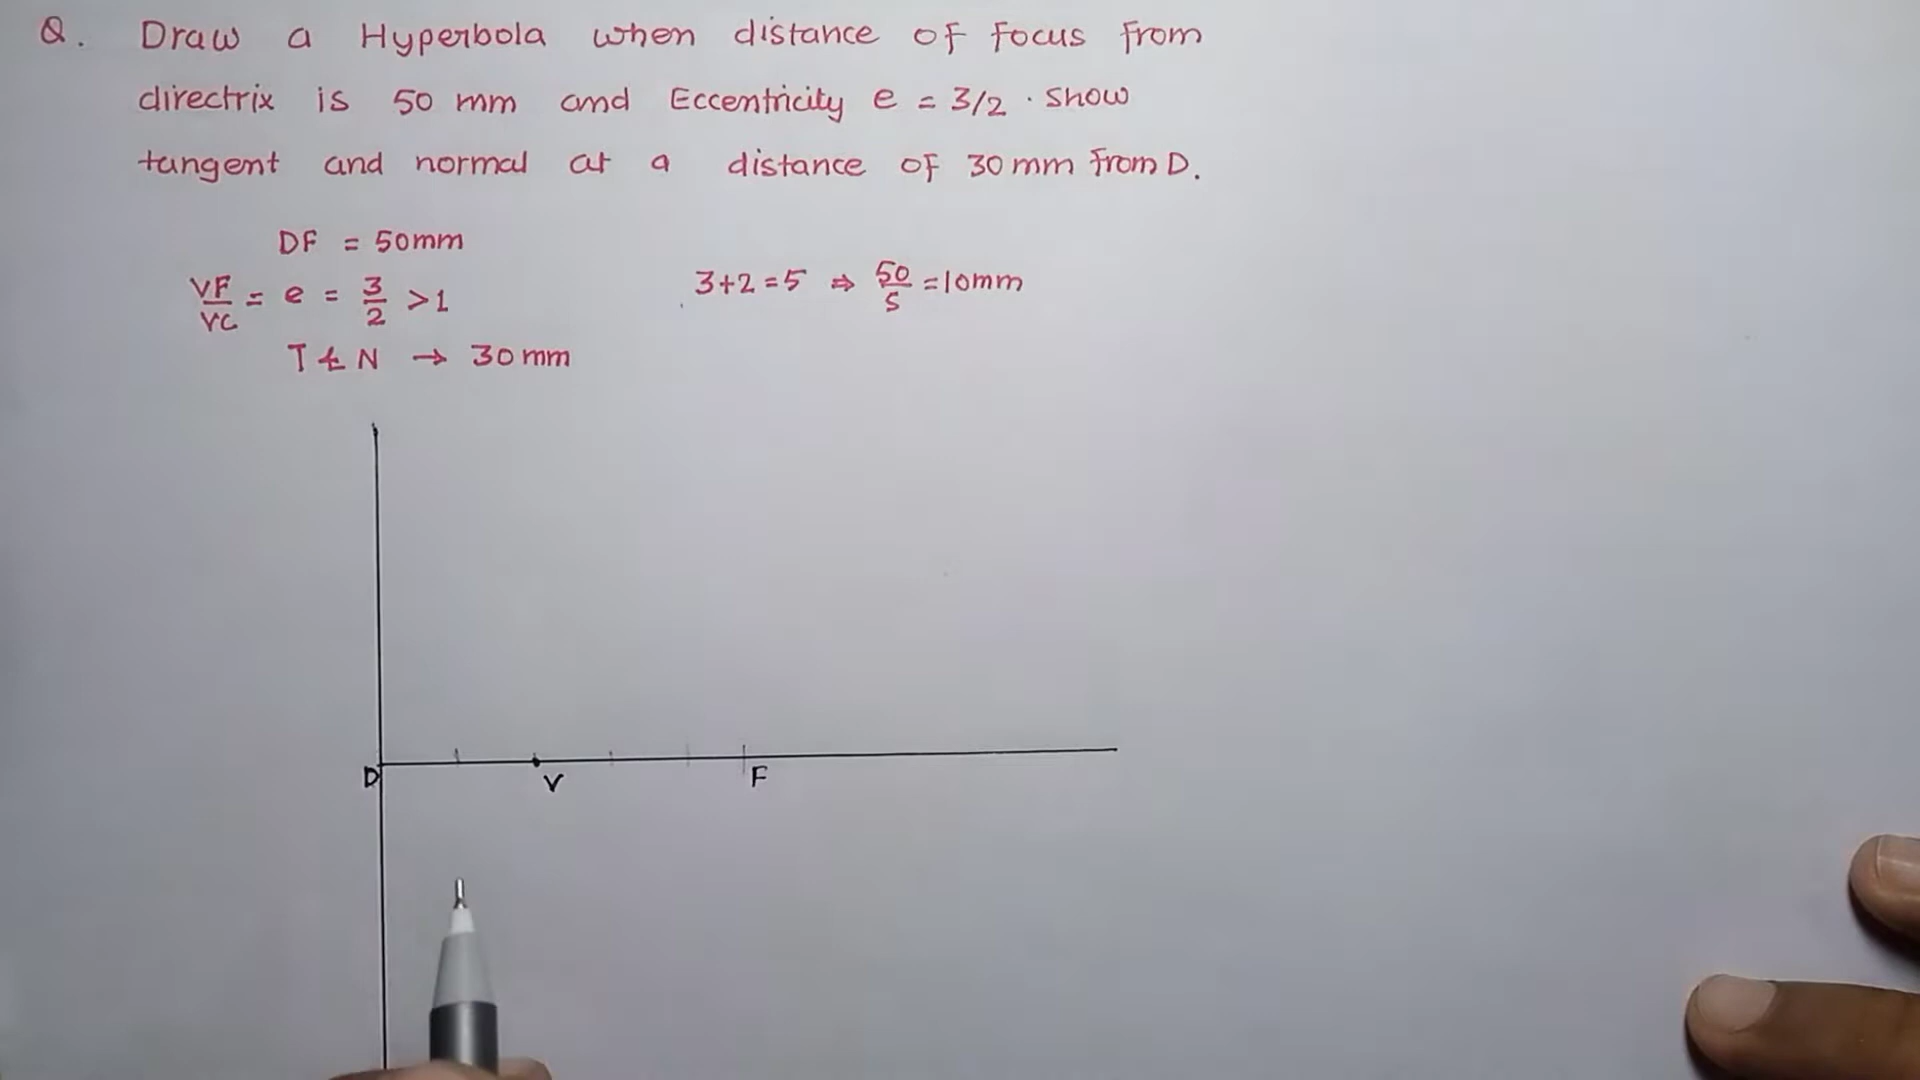 Q. Draw a Hyperbola when distance of focus from
directrix is 50 mm and Eccentricity e = 3/2 . show
tangent and normal at a distance of 30 mm from D.
DF = 50mm
VF/VC = e = 3/2 > 1
3+2=5 ⇒ 50/5 = 10mm
T & N → 30 mm
D V F